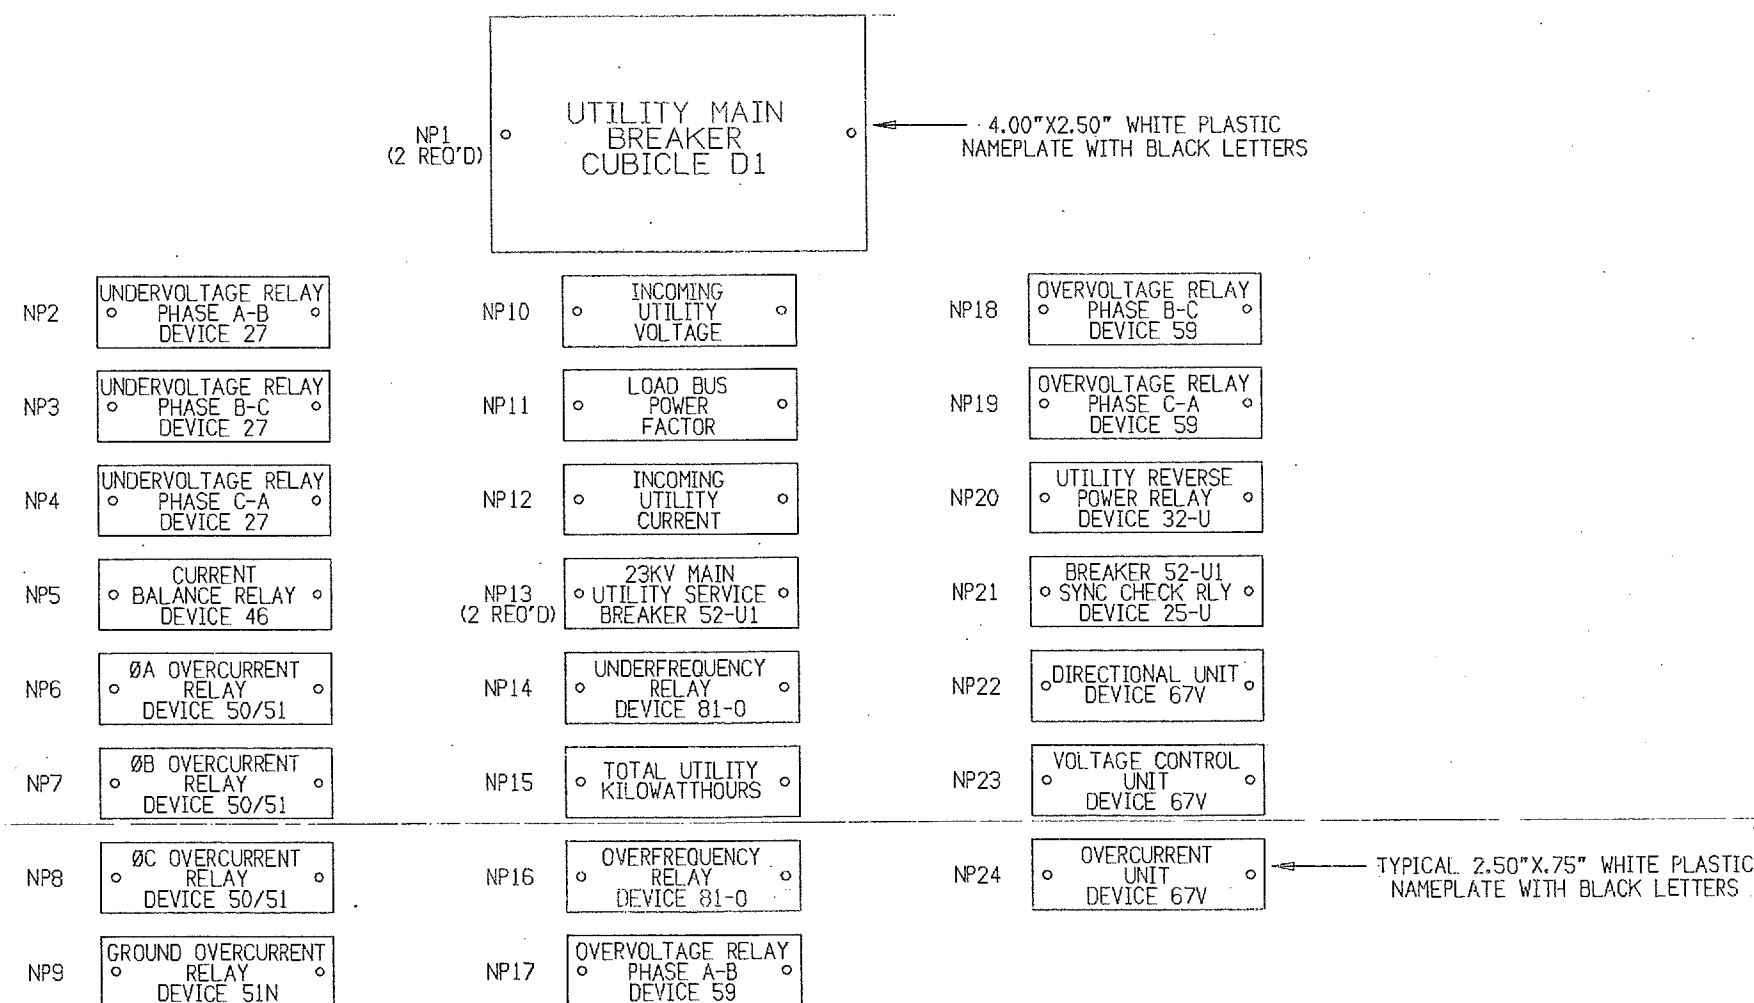 NP1
(2 REQ'D)
UTILITY MAIN
BREAKER
CUBICLE D1
4.00"X2.50" WHITE PLASTIC
NAMEPLATE WITH BLACK LETTERS
NP2
UNDERVOLTAGE RELAY
PHASE A-B
DEVICE 27
NP3
UNDERVOLTAGE RELAY
PHASE B-C
DEVICE 27
NP4
UNDERVOLTAGE RELAY
PHASE C-A
DEVICE 27
NP5
CURRENT
BALANCE RELAY
DEVICE 46
NP6
ØA OVERCURRENT
RELAY
DEVICE 50/51
NP7
ØB OVERCURRENT
RELAY
DEVICE 50/51
NP8
ØC OVERCURRENT
RELAY
DEVICE 50/51
NP9
GROUND OVERCURRENT
RELAY
DEVICE 51N
NP10
INCOMING
UTILITY
VOLTAGE
NP11
LOAD BUS
POWER
FACTOR
NP12
INCOMING
UTILITY
CURRENT
NP13
(2 REQ'D)
23KV MAIN
UTILITY SERVICE
BREAKER 52-U1
NP14
UNDERFREQUENCY
RELAY
DEVICE 81-O
NP15
TOTAL UTILITY
KILOWATTHOURS
NP16
OVERFREQUENCY
RELAY
DEVICE 81-O
NP17
OVERVOLTAGE RELAY
PHASE A-B
DEVICE 59
NP18
OVERVOLTAGE RELAY
PHASE B-C
DEVICE 59
NP19
OVERVOLTAGE RELAY
PHASE C-A
DEVICE 59
NP20
UTILITY REVERSE
POWER RELAY
DEVICE 32-U
NP21
BREAKER 52-U1
SYNC CHECK RLY
DEVICE 25-U
NP22
DIRECTIONAL UNIT
DEVICE 67V
NP23
VOLTAGE CONTROL
UNIT
DEVICE 67V
NP24
OVERCURRENT
UNIT
DEVICE 67V
TYPICAL 2.50"X.75" WHITE PLASTIC
NAMEPLATE WITH BLACK LETTERS